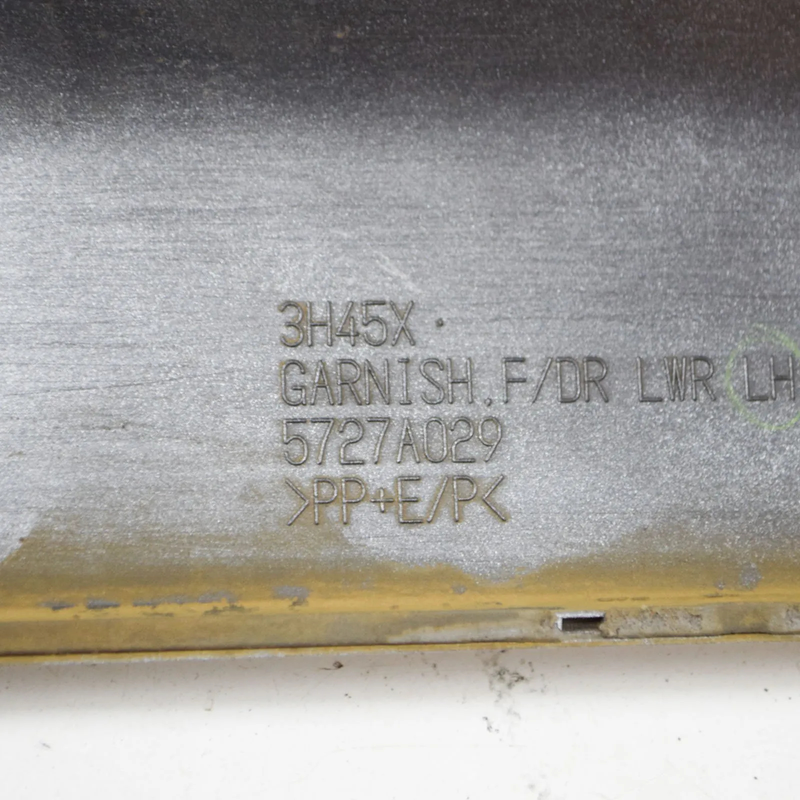 3H45X
GARNISH,F/DR LWR LH
5727A029
>PP+E/P<